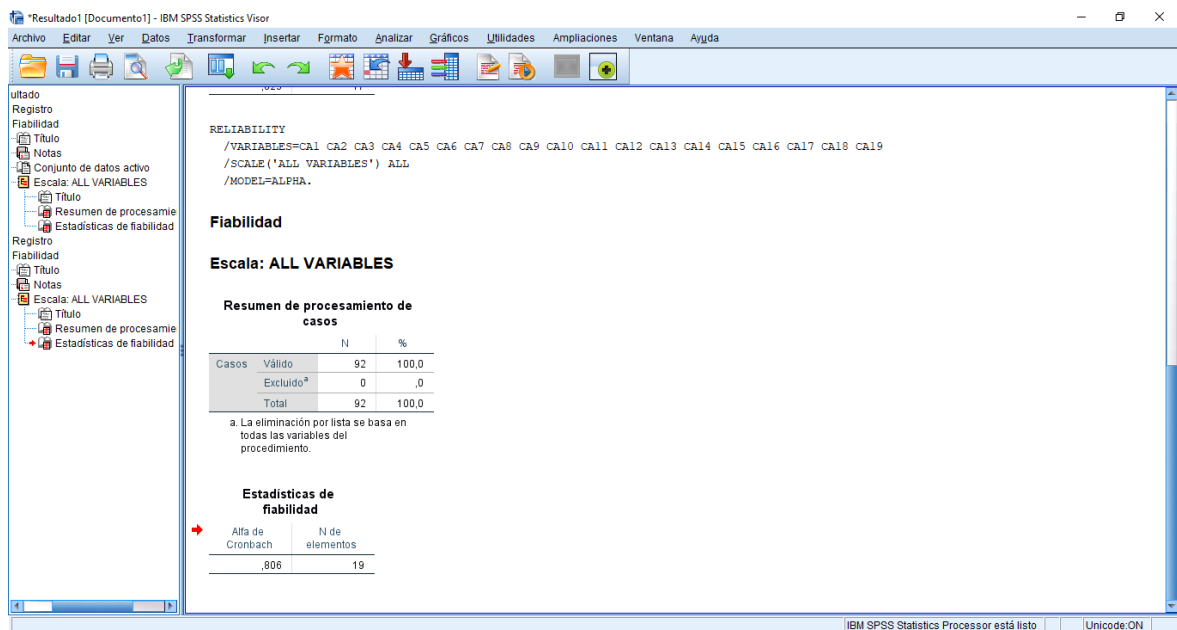 *Resultado1 [Documento1] - IBM SPSS Statistics Visor
Archivo Editar Ver Datos Transformar Insertar Formato Analizar Gráficos Utilidades Ampliaciones Ventana Ayuda
ultado
Registro
Fiabilidad
Título
Notas
Conjunto de datos activo
Escala: ALL VARIABLES
Título
Resumen de procesamie
Estadísticas de fiabilidad
Registro
Fiabilidad
Título
Notas
Escala: ALL VARIABLES
Título
Resumen de procesamie
Estadísticas de fiabilidad
RELIABILITY
/VARIABLES=CA1 CA2 CA3 CA4 CA5 CA6 CA7 CA8 CA9 CA10 CA11 CA12 CA13 CA14 CA15 CA16 CA17 CA18 CA19
/SCALE('ALL VARIABLES') ALL
/MODEL=ALPHA.
Fiabilidad
Escala: ALL VARIABLES
Resumen de procesamiento de
casos
N %
Casos Válido 92 100,0
Excluido a 0 ,0
Total 92 100,0
a. La eliminación por lista se basa en
todas las variables del
procedimiento.
Estadísticas de
fiabilidad
Alfa de N de
Cronbach elementos
,806 19
IBM SPSS Statistics Processor está listo Unicode:ON